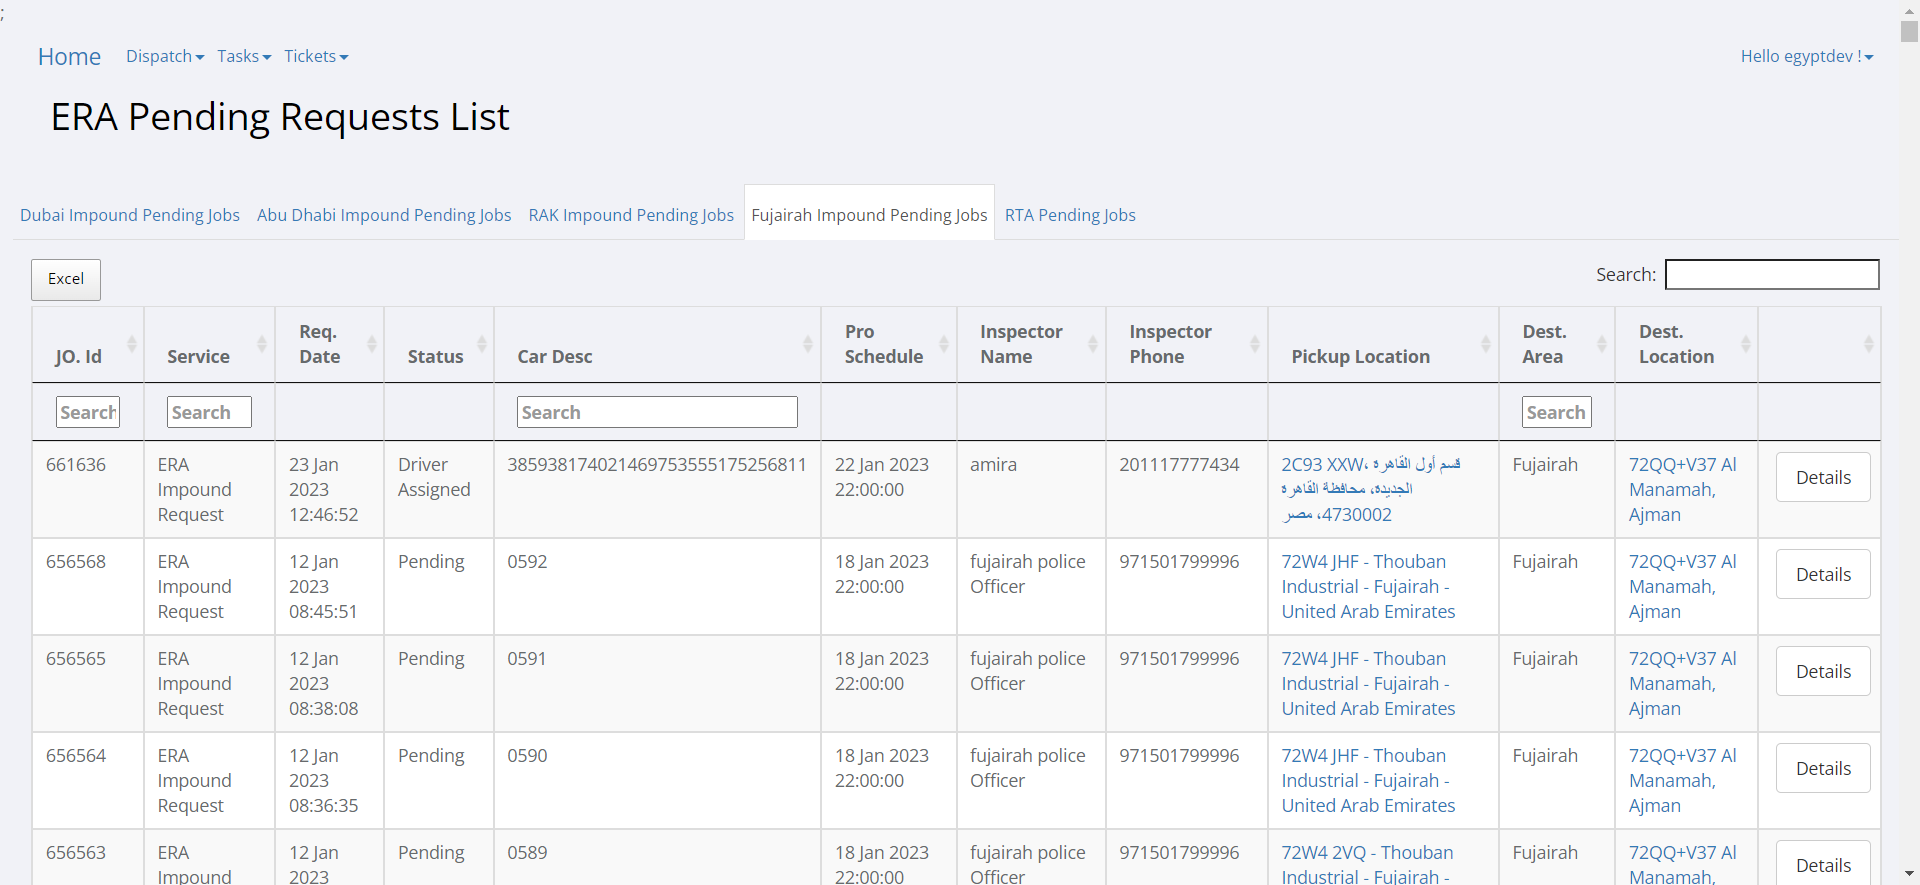 ;
Home Dispatch Tasks Tickets Hello egyptdev !
ERA Pending Requests List
Dubai Impound Pending Jobs Abu Dhabi Impound Pending Jobs RAK Impound Pending Jobs Fujairah Impound Pending Jobs RTA Pending Jobs
Excel Search:
JO. Id Service Req. Date Status Car Desc Pro Schedule Inspector Name Inspector Phone Pickup Location Dest. Area Dest. Location
Search Search Search Search
661636 ERA Impound Request 23 Jan 2023 12:46:52 Driver Assigned 3859381740214697535551752568​11 22 Jan 2023 22:00:00 amira 201117777434 2C93 XXW، قسم أول القاهرة الجديدة، محافظة القاهرة 4730002، مصر Fujairah 72QQ+V37 Al Manamah, Ajman Details
656568 ERA Impound Request 12 Jan 2023 08:45:51 Pending 0592 18 Jan 2023 22:00:00 fujairah police Officer 971501799996 72W4 JHF - Thouban Industrial - Fujairah - United Arab Emirates Fujairah 72QQ+V37 Al Manamah, Ajman Details
656565 ERA Impound Request 12 Jan 2023 08:38:08 Pending 0591 18 Jan 2023 22:00:00 fujairah police Officer 971501799996 72W4 JHF - Thouban Industrial - Fujairah - United Arab Emirates Fujairah 72QQ+V37 Al Manamah, Ajman Details
656564 ERA Impound Request 12 Jan 2023 08:36:35 Pending 0590 18 Jan 2023 22:00:00 fujairah police Officer 971501799996 72W4 JHF - Thouban Industrial - Fujairah - United Arab Emirates Fujairah 72QQ+V37 Al Manamah, Ajman Details
656563 ERA Impound 12 Jan 2023 Pending 0589 18 Jan 2023 22:00:00 fujairah police Officer 971501799996 72W4 2VQ - Thouban Industrial - Fujairah - Fujairah 72QQ+V37 Al Manamah, Details